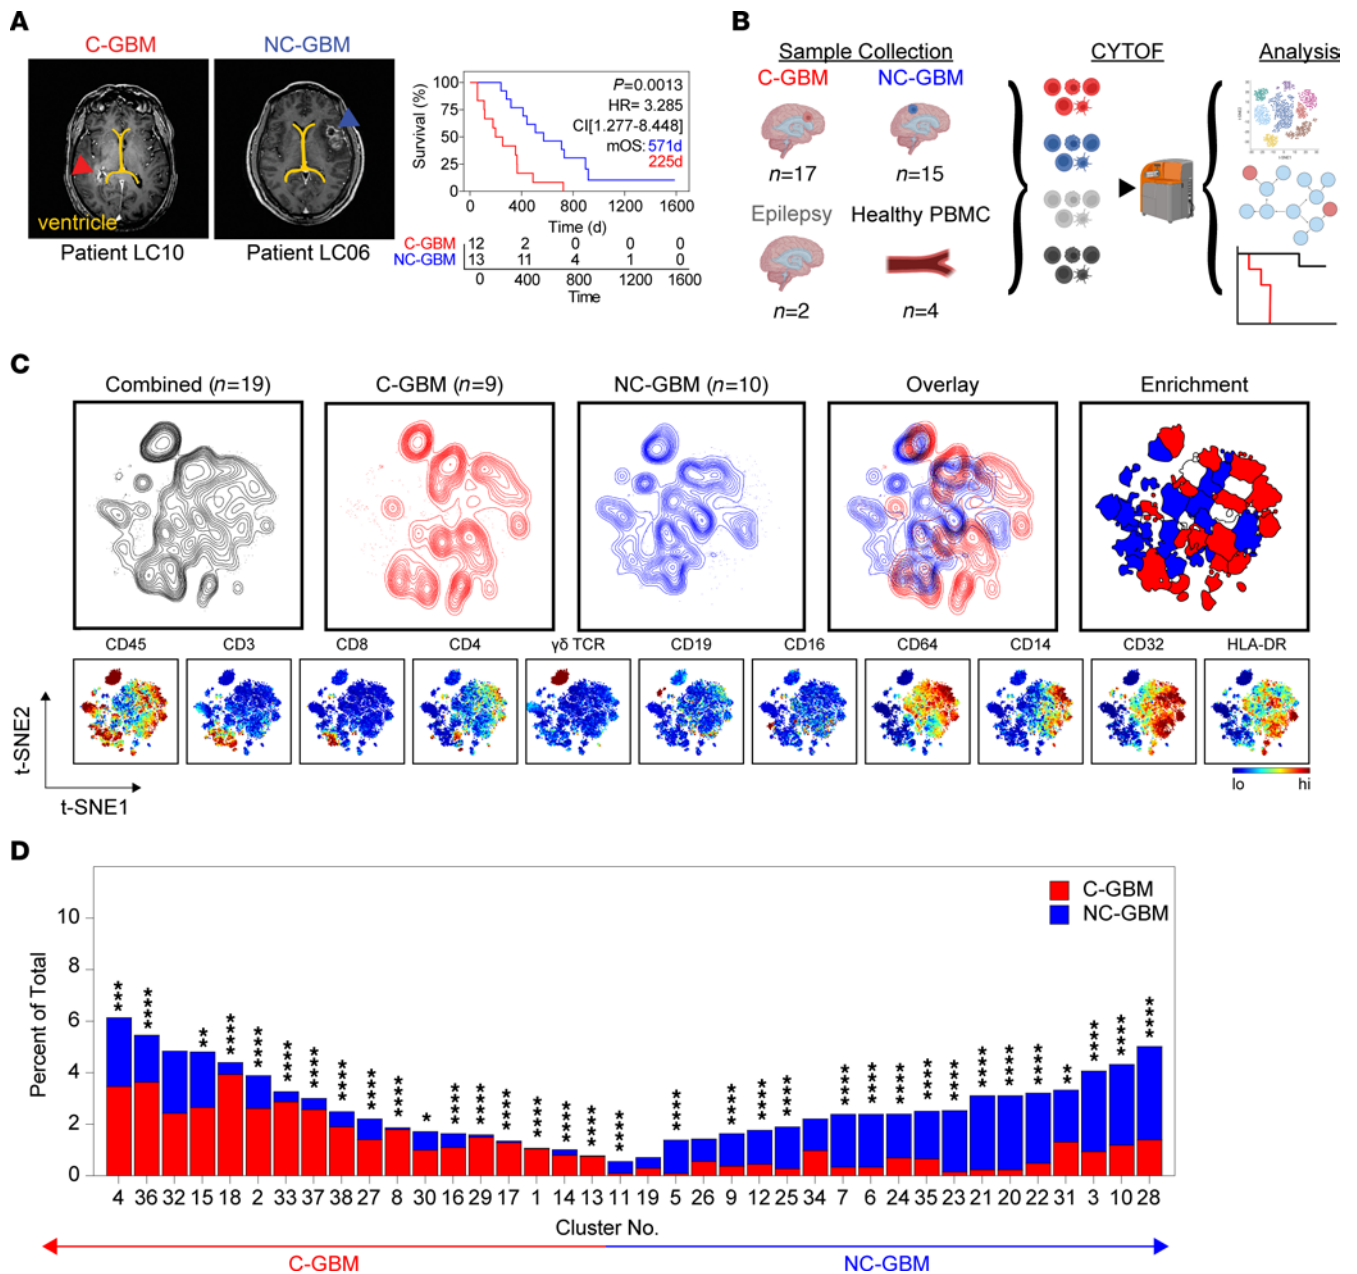 A
C-GBM
NC-GBM
ventricle
Patient LC10
Patient LC06
Survival (%)
100
75
50
25
0
P=0.0013
HR= 3.285
CI[1.277-8.448]
mOS: 571d
225d
0 400 800 1200 1600
Time (d)
C-GBM 12 2 0 0 0
NC-GBM 13 11 4 1 0
0 400 800 1200 1600
Time
B
Sample Collection
CYTOF
Analysis
C-GBM
NC-GBM
n=17
n=15
Epilepsy
Healthy PBMC
n=2
n=4
C
Combined (n=19)
C-GBM (n=9)
NC-GBM (n=10)
Overlay
Enrichment
CD45
CD3
CD8
CD4
γδ TCR
CD19
CD16
CD64
CD14
CD32
HLA-DR
t-SNE2
t-SNE1
lo
hi
D
Percent of Total
10
8
6
4
2
0
C-GBM
NC-GBM
*** **** ** **** **** **** **** **** **** **** * **** **** **** **** **** **** **** **** **** **** **** **** **** **** **** **** **** **** **** ** **** **** ****
4 36 32 15 18 2 33 37 38 27 8 30 16 29 17 1 14 13 11 19 5 26 9 12 25 34 7 6 24 35 23 21 20 22 31 3 10 28
Cluster No.
C-GBM
NC-GBM